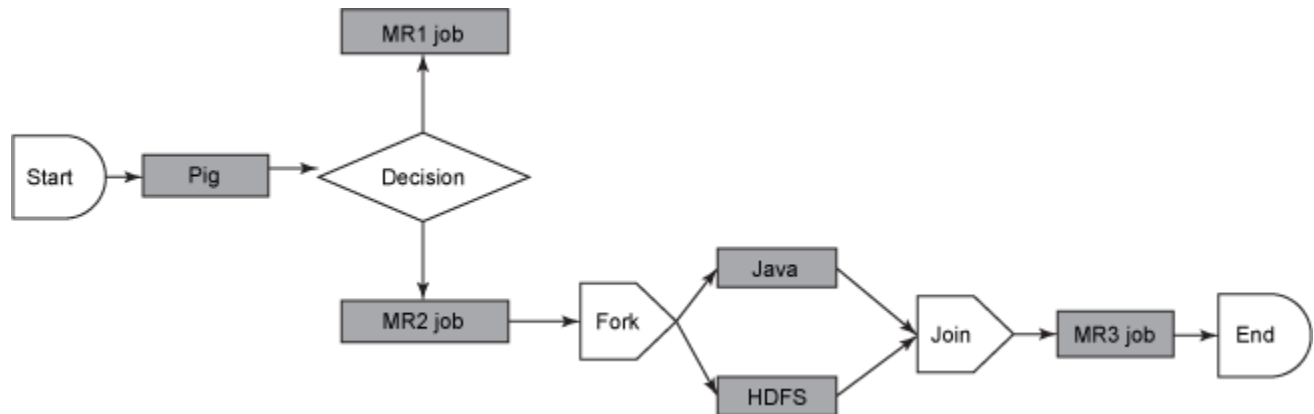 MR1 job
Start
Pig
Decision
MR2 job
Fork
Java
HDFS
Join
MR3 job
End